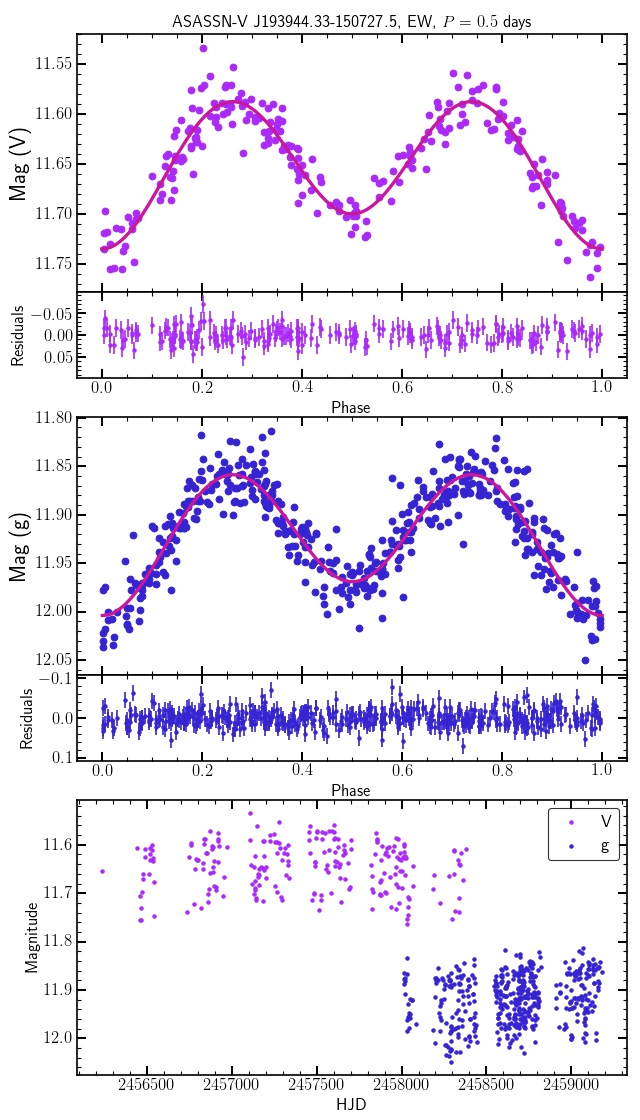 ASASSN-V J193944.33-150727.5, EW, P = 0.5 days
11.55
11.60
11.65
11.70
11.75
Mag (V)
−0.05
0.00
0.05
Residuals
0.0 0.2 0.4 0.6 0.8 1.0
Phase
11.80
11.85
11.90
11.95
12.00
12.05
Mag (g)
−0.1
0.0
0.1
Residuals
0.0 0.2 0.4 0.6 0.8 1.0
Phase
V
g
11.6
11.7
11.8
11.9
12.0
Magnitude
2456500 2457000 2457500 2458000 2458500 2459000
HJD